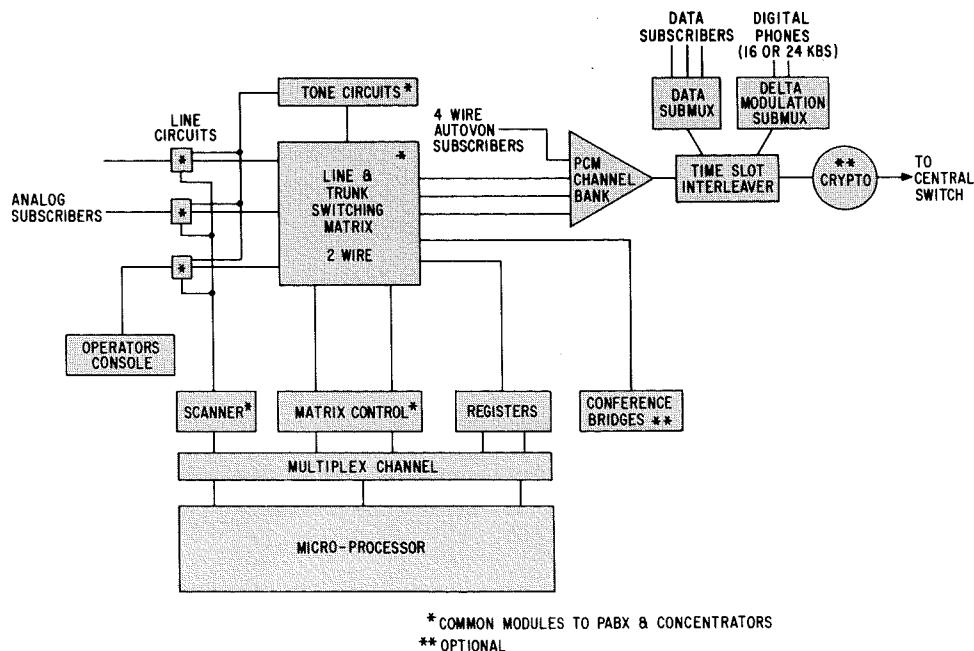 DATA
SUBSCRIBERS
DIGITAL
PHONES
(16 OR 24 KBS)
TONE CIRCUITS *
DATA
SUBMUX
DELTA
MODULATION
SUBMUX
LINE
CIRCUITS
4 WIRE
AUTOVON
SUBSCRIBERS
*
*
LINE &
TRUNK
SWITCHING
MATRIX
2 WIRE
PCM
CHANNEL
BANK
TIME SLOT
INTERLEAVER
**
CRYPTO
TO
CENTRAL
SWITCH
ANALOG
SUBSCRIBERS
*
*
OPERATORS
CONSOLE
SCANNER *
MATRIX CONTROL *
REGISTERS
CONFERENCE
BRIDGES **
MULTIPLEX CHANNEL
MICRO-PROCESSOR
* COMMON MODULES TO PABX & CONCENTRATORS
** OPTIONAL